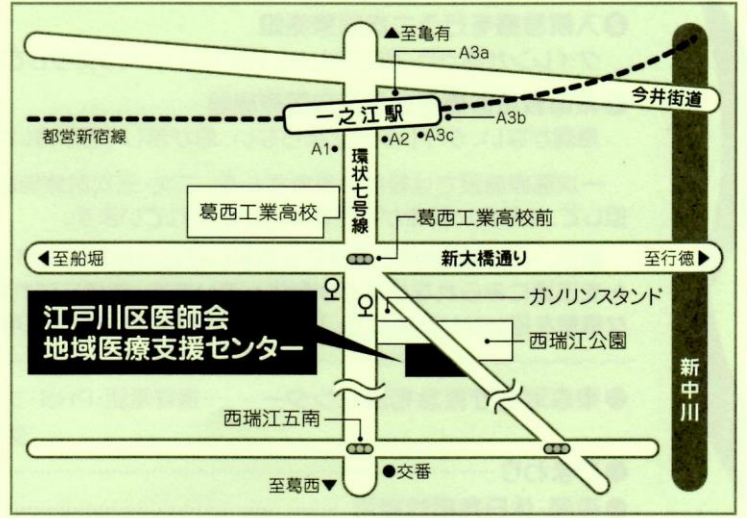 ▲至亀有
A3a
今井街道
一之江駅
都営新宿線
A3b
A1
A2
A3c
環状七号線
葛西工業高校
葛西工業高校前
◀至船堀
新大橋通り
至行徳▶
ガソリンスタンド
江戸川区医師会
地域医療支援センター
西瑞江公園
新中川
西瑞江五南
至葛西▼
●交番